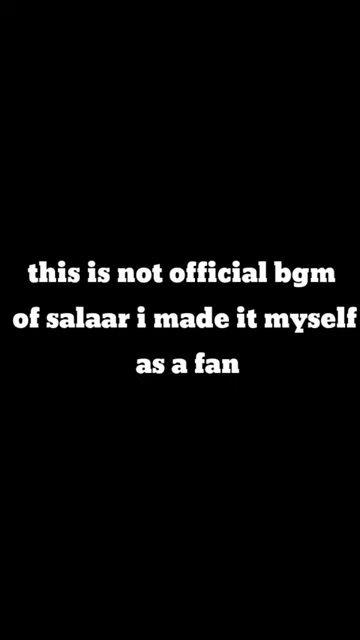 this is not official bgm
of salaar i made it myself
as a fan